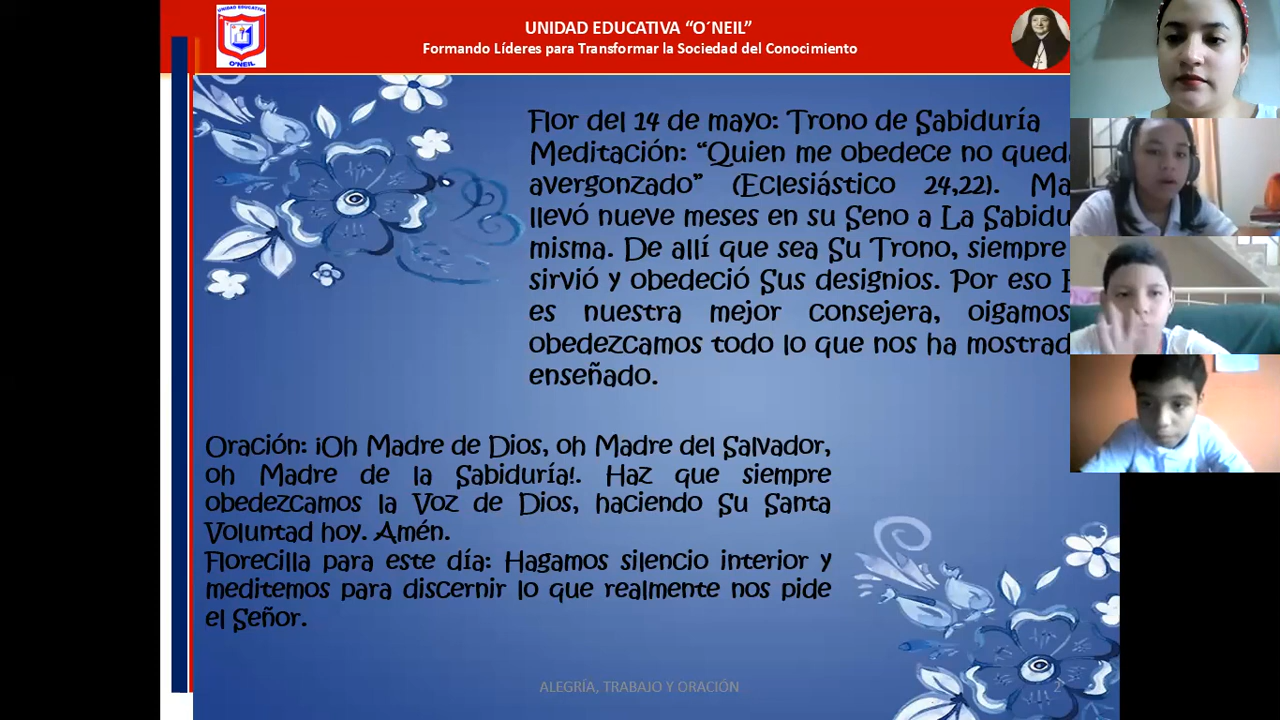 UNIDAD EDUCATIVA
O´NEIL
UNIDAD EDUCATIVA “O´NEIL”
Formando Líderes para Transformar la Sociedad del Conocimiento
Flor del 14 de mayo: Trono de Sabiduría
Meditación: “Quien me obedece no
avergonzado” (Eclesiástico 24,22).
llevó nueve meses en su Seno a La
misma. De allí que sea Su Trono, siempre
sirvió y obedeció Sus designios. Por eso
es nuestra mejor consejera,
obedezcamos todo lo que nos ha
enseñado.
Oración: ¡Oh Madre de Dios, oh Madre del Salvador,
oh Madre de la Sabiduría!. Haz que siempre
obedezcamos la Voz de Dios, haciendo Su Santa
Voluntad hoy. Amén.
Florecilla para este día: Hagamos silencio interior y
meditemos para discernir lo que realmente nos pide
el Señor.
ALEGRÍA, TRABAJO Y ORACIÓN
2